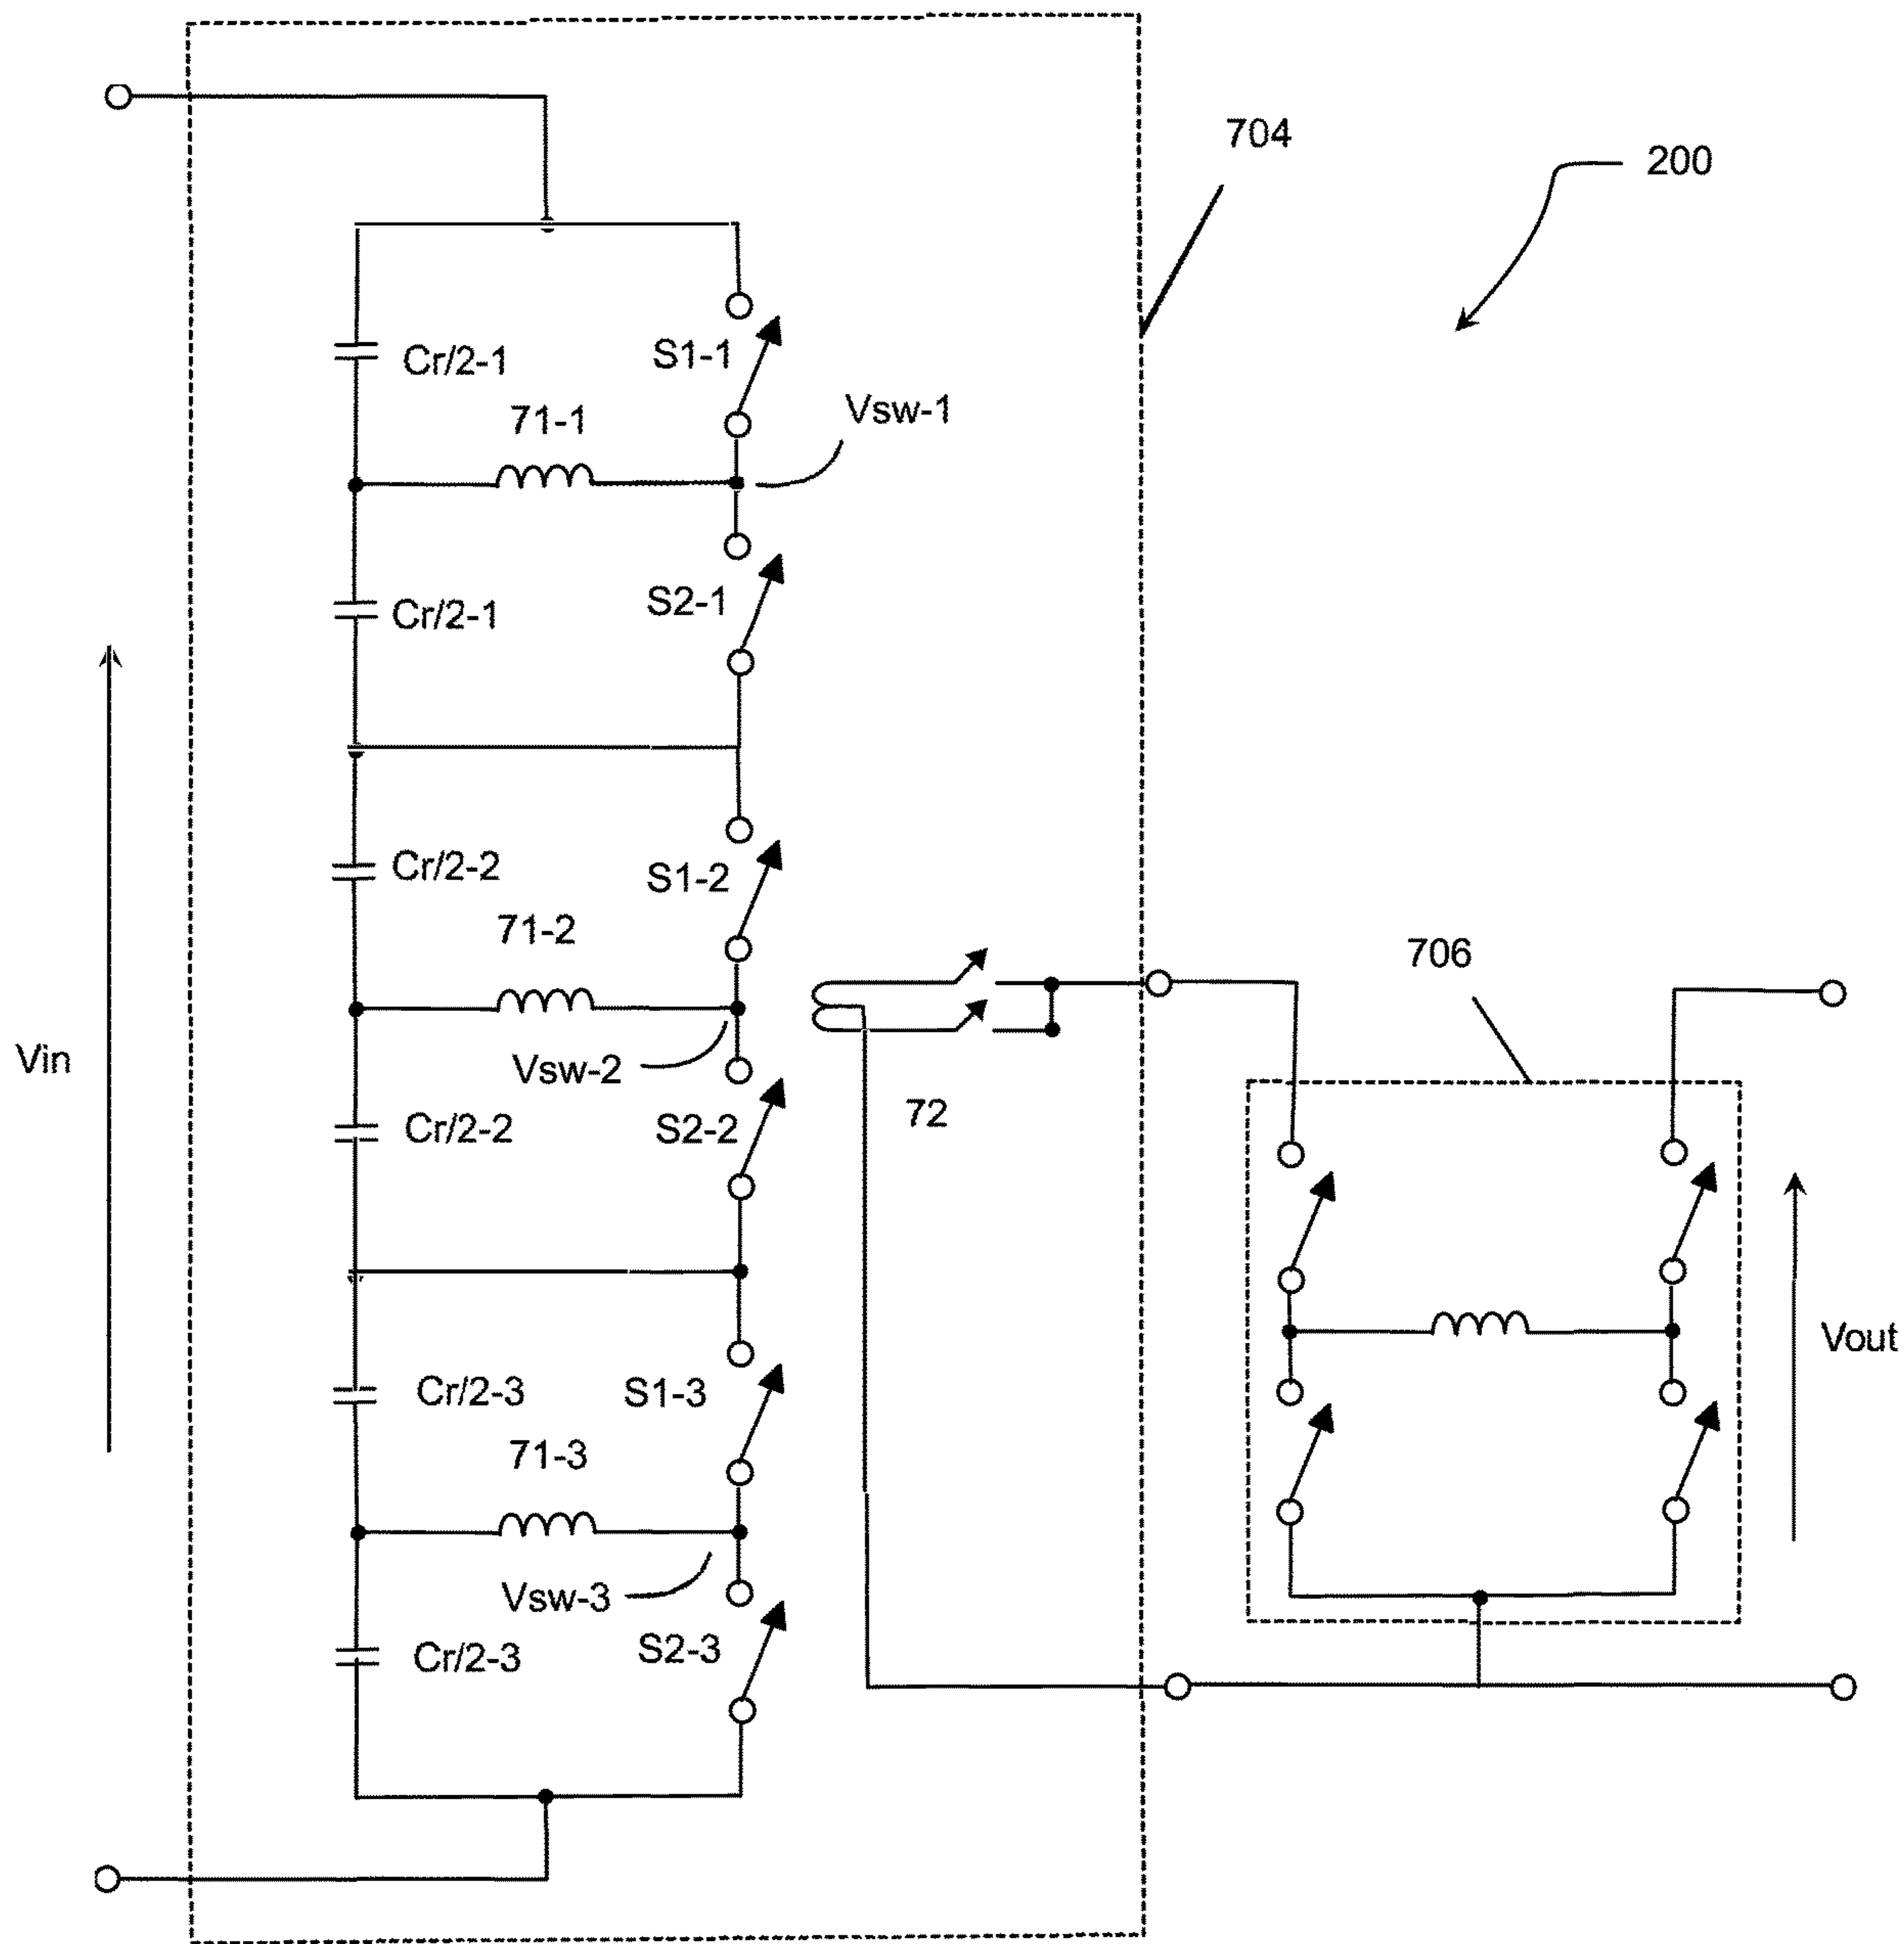 704
200
Cr/2-1
S1-1
Vsw-1
71-1
Cr/2-1
S2-1
Cr/2-2
S1-2
71-2
706
Vin
Vsw-2
72
Cr/2-2
S2-2
Vout
Cr/2-3
S1-3
71-3
Vsw-3
Cr/2-3
S2-3